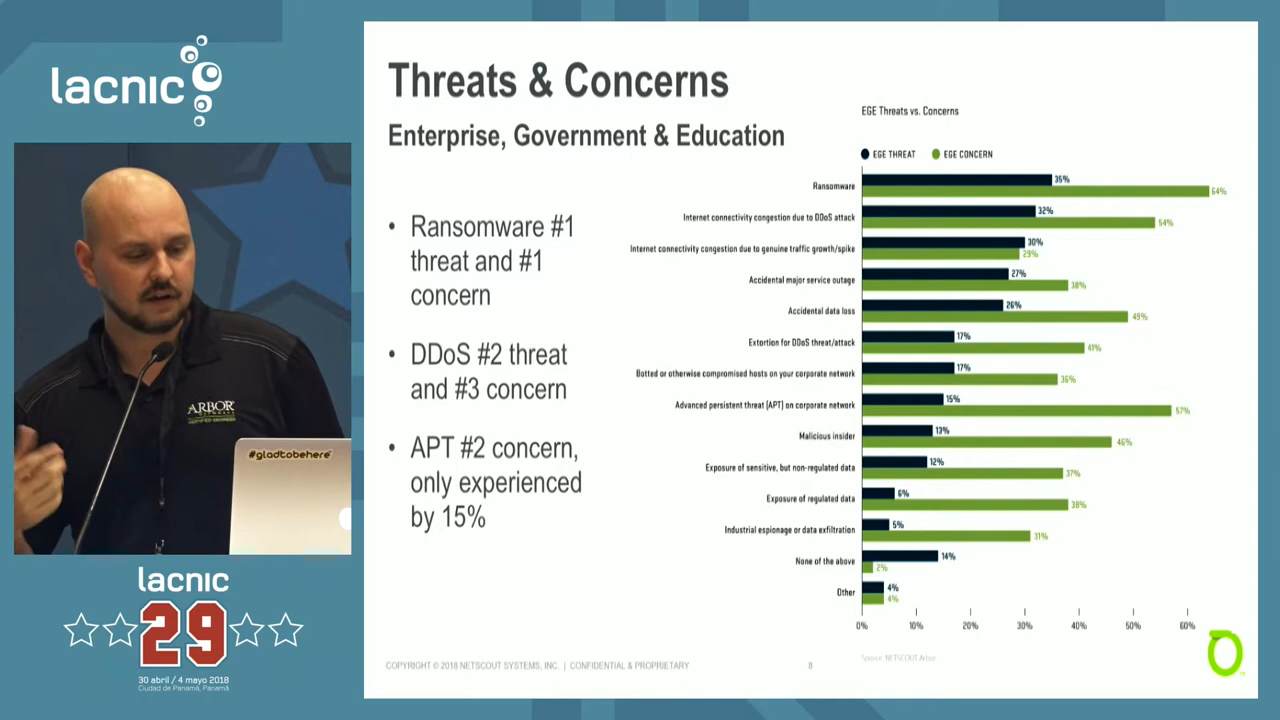 lacnic
ARBOR
NETWORKS
CERTIFIED ENGINEER
#gladtobehere
lacnic
29
30 abril / 4 mayo 2018
Ciudad de Panamá, Panamá
Threats & Concerns
Enterprise, Government & Education
• Ransomware #1
threat and #1
concern
• DDoS #2 threat
and #3 concern
• APT #2 concern,
only experienced
by 15%
EGE Threats vs. Concerns
EGE THREAT EGE CONCERN
Ransomware 35% 64%
Internet connectivity congestion due to DDoS attack 32% 54%
Internet connectivity congestion due to genuine traffic growth/spike 30% 29%
Accidental major service outage 27% 38%
Accidental data loss 26% 49%
Extortion for DDoS threat/attack 17% 41%
Botted or otherwise compromised hosts on your corporate network 17% 36%
Advanced persistent threat (APT) on corporate network 15% 57%
Malicious insider 13% 46%
Exposure of sensitive, but non-regulated data 12% 37%
Exposure of regulated data 6% 38%
Industrial espionage or data exfiltration 5% 31%
None of the above 14% 2%
Other 4% 4%
0% 10% 20% 30% 40% 50% 60%
Source: NETSCOUT Arbor
COPYRIGHT © 2018 NETSCOUT SYSTEMS, INC. | CONFIDENTIAL & PROPRIETARY 8